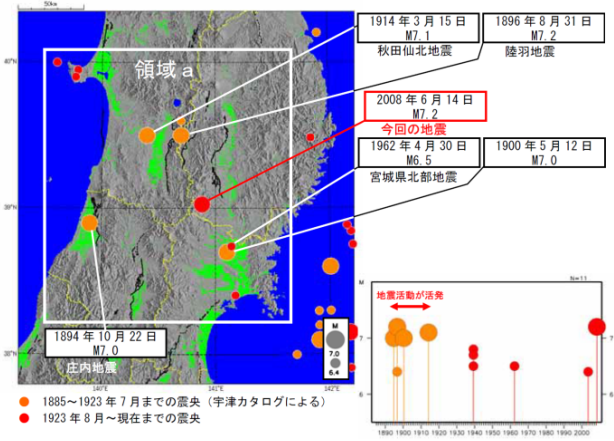 50km
1914 年 3 月 15 日
M7.1
秋田仙北地震
1896 年 8 月 31 日
M7.2
陸羽地震
領域a
2008 年 6 月 14 日
M7.2
今回の地震
1962 年 4 月 30 日
M6.5
宮城県北部地震
1900 年 5 月 12 日
M7.0
1894 年 10 月 22 日
M7.0
庄内地震
40°N
39°N
38°N
140°E
141°E
142°E
M
7.0
6.4
N=11
M
地震活動が活発
7
6
1890 1900 1910 1920 1930 1940 1950 1960 1970 1980 1990 2000
1885~1923 年 7 月までの震央(宇津カタログによる)
1923 年 8 月~現在までの震央